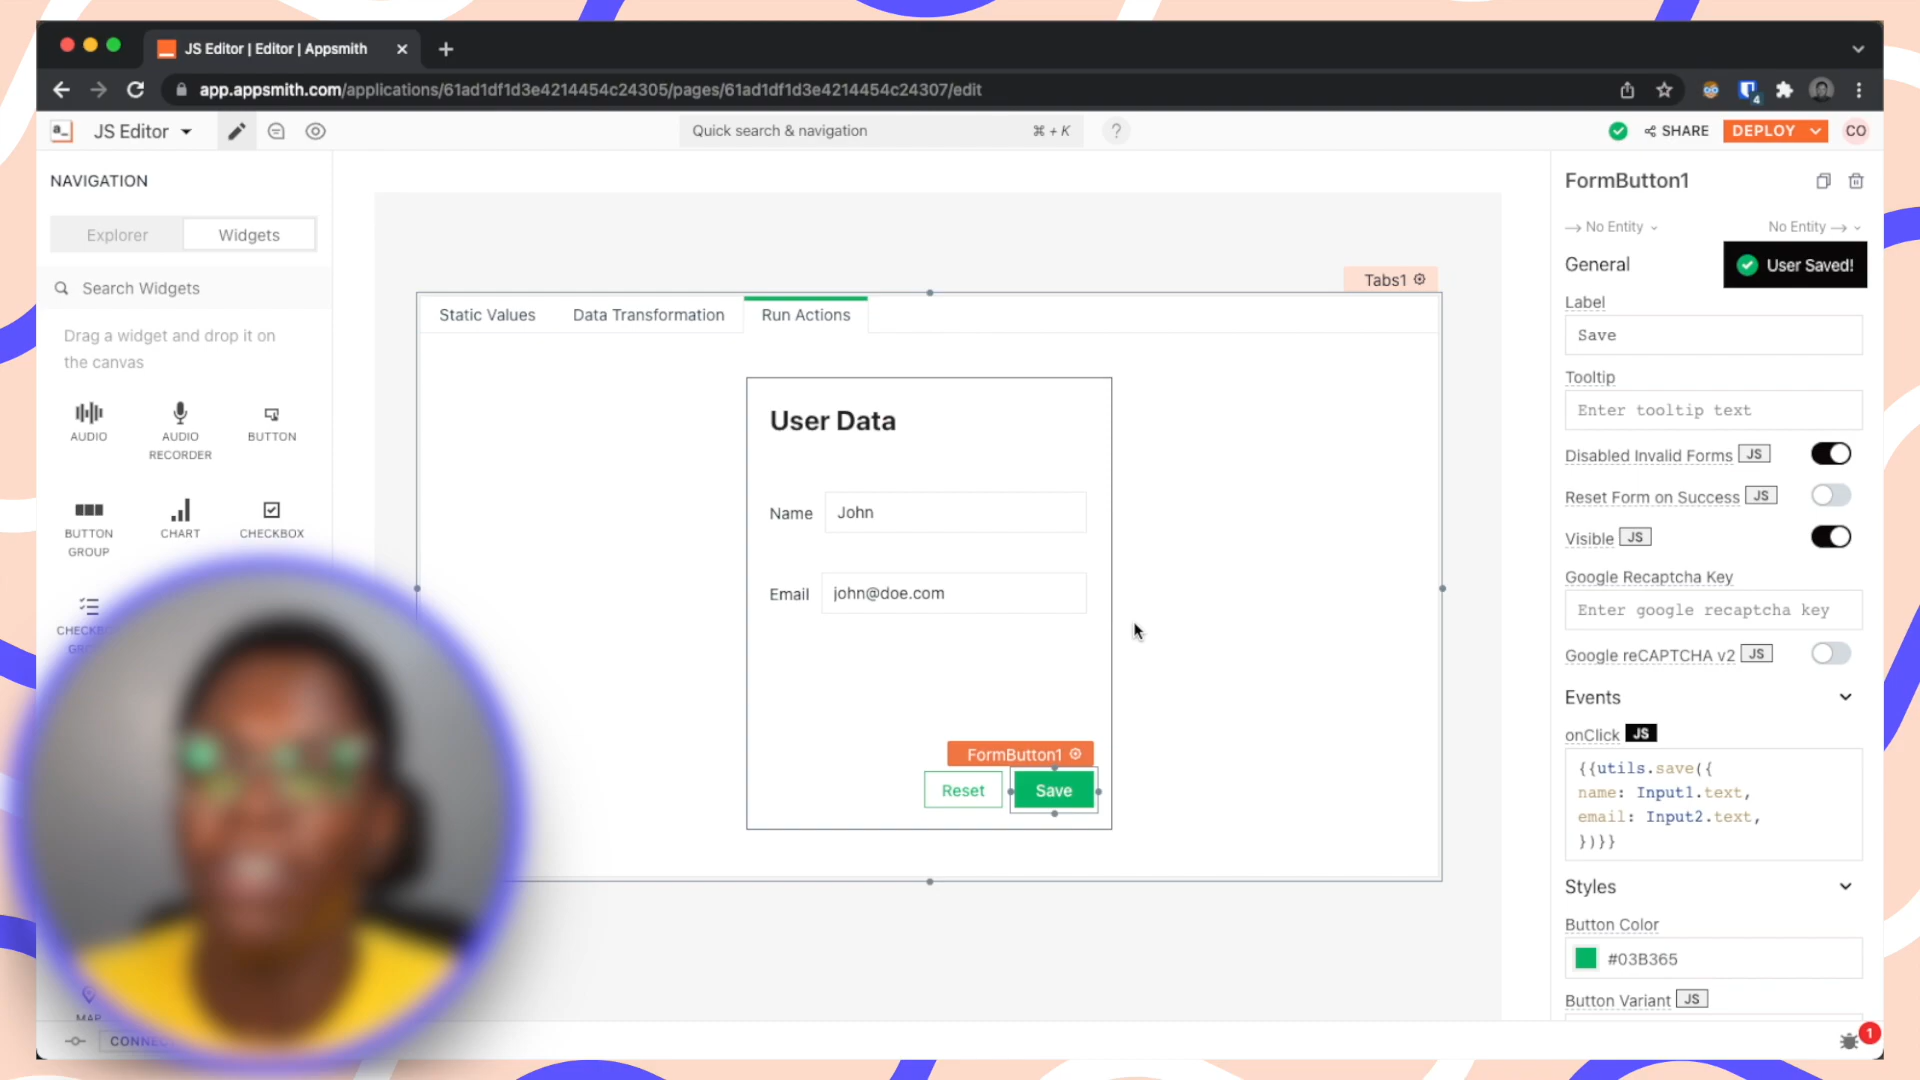 JS Editor | Editor | Appsmith
app.appsmith.com/applications/61ad1df1d3e4214454c24305/pages/61ad1df1d3e4214454c24307/edit
4
a_
JS Editor
Quick search & navigation
⌘ + K
?
SHARE
DEPLOY
CO
NAVIGATION
Explorer
Widgets
Search Widgets
Drag a widget and drop it on
the canvas
AUDIO
AUDIO
RECORDER
BUTTON
BUTTON
GROUP
CHART
CHECKBOX
MAP
Tabs1
Static Values
Data Transformation
Run Actions
User Data
Name
John
Email
john@doe.com
FormButton1
Reset
Save
FormButton1
→ No Entity
No Entity →
General
User Saved!
Label
Save
Tooltip
Enter tooltip text
Disabled Invalid Forms JS
Reset Form on Success JS
Visible JS
Google Recaptcha Key
Enter google recaptcha key
Google reCAPTCHA v2 JS
Events
onClick JS
{{utils.save({
name: Input1.text,
email: Input2.text,
})}}
Styles
Button Color
#03B365
Button Variant JS
1